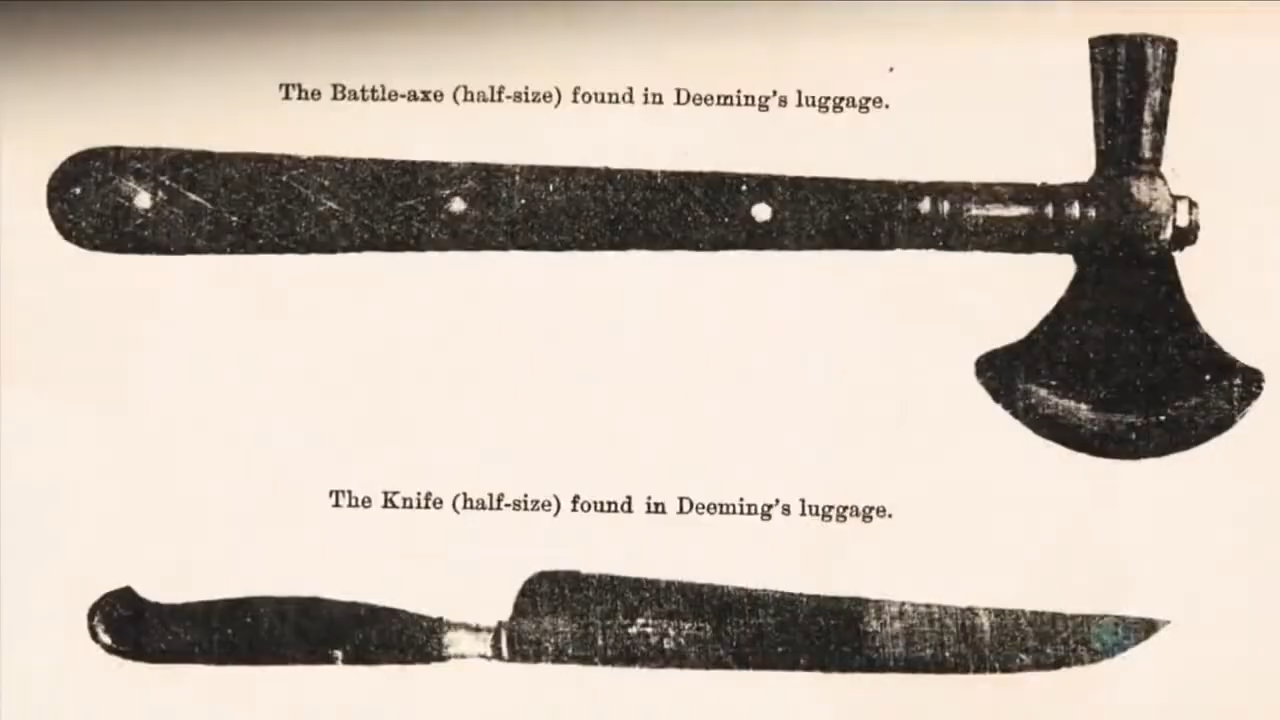 The Battle-axe (half-size) found in Deeming's luggage.
The Knife (half-size) found in Deeming's luggage.